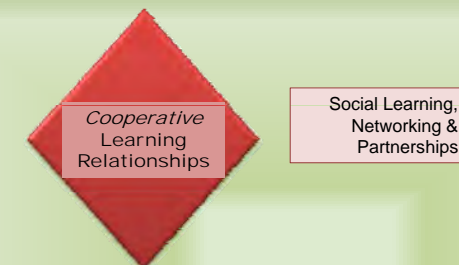 Cooperative
Learning
Relationships
Social Learning,
Networking &
Partnerships